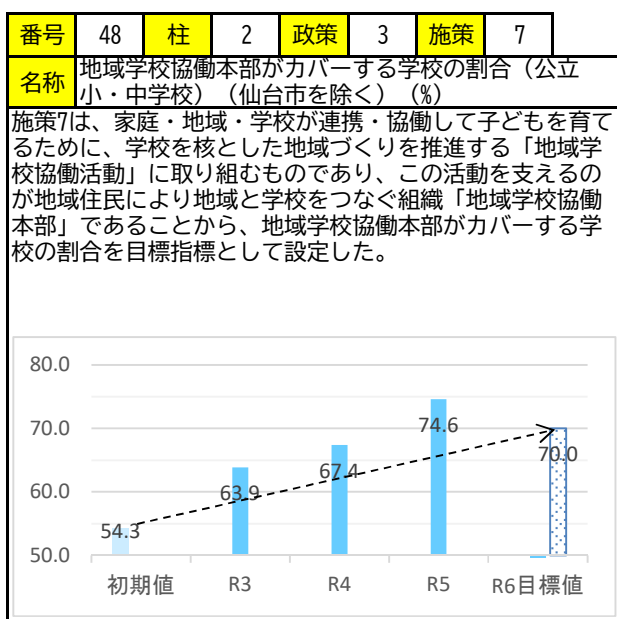 番号 48 柱 2 政策 3 施策 7
名称 地域学校協働本部がカバーする学校の割合（公立
小・中学校）（仙台市を除く）（%）
施策7は、家庭・地域・学校が連携・協働して子どもを育て
るために、学校を核とした地域づくりを推進する「地域学
校協働活動」に取り組むものであり、この活動を支えるの
が地域住民により地域と学校をつなぐ組織「地域学校協働
本部」であることから、地域学校協働本部がカバーする学
校の割合を目標指標として設定した。
80.0
70.0
60.0
50.0
54.3
63.9
67.4
74.6
70.0
初期値 R3 R4 R5 R6目標値